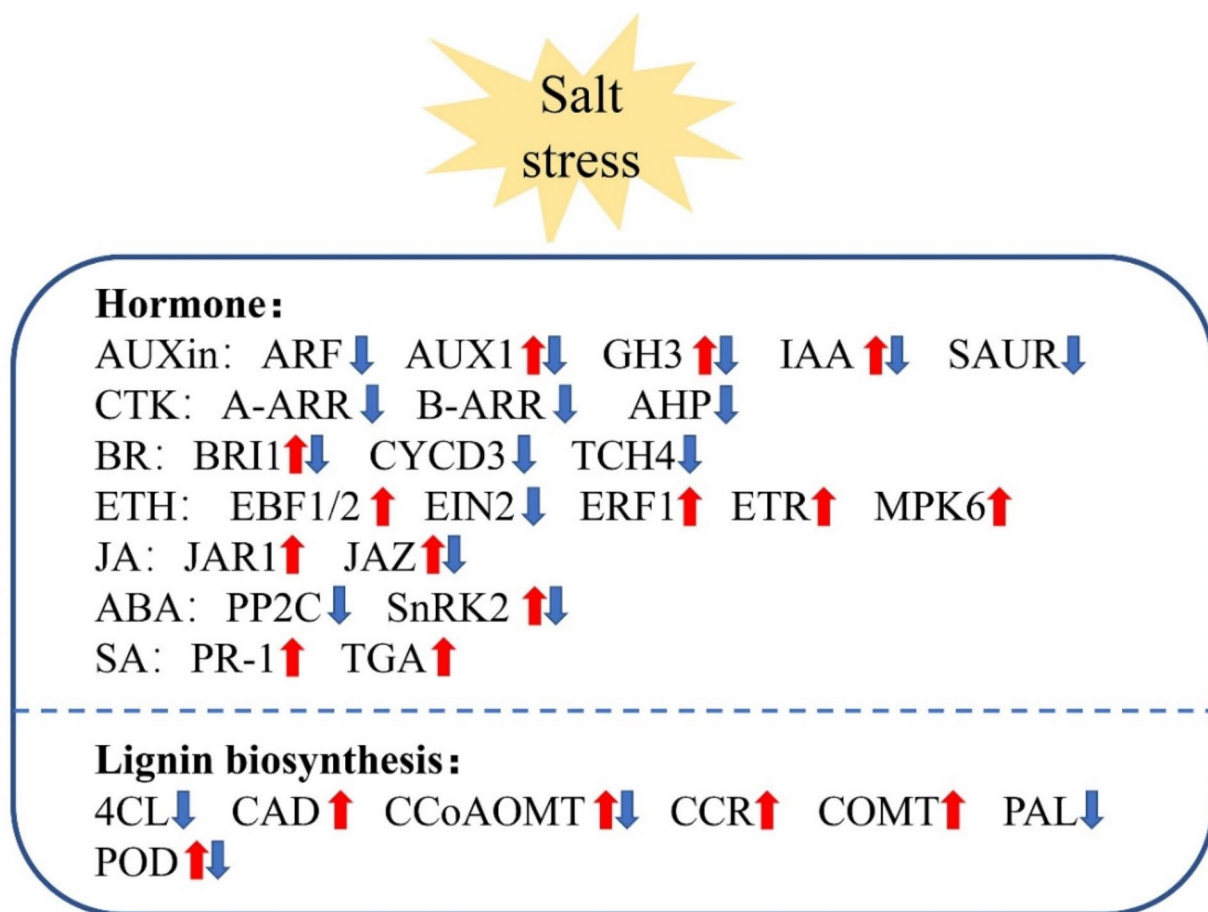 Salt
stress
Hormone：
AUXin： ARF AUX1 GH3 IAA SAUR
CTK： A-ARR B-ARR AHP
BR： BRI1 CYCD3 TCH4
ETH： EBF1/2 EIN2 ERF1 ETR MPK6
JA： JAR1 JAZ
ABA： PP2C SnRK2
SA： PR-1 TGA
Lignin biosynthesis：
4CL CAD CCoAOMT CCR COMT PAL
POD